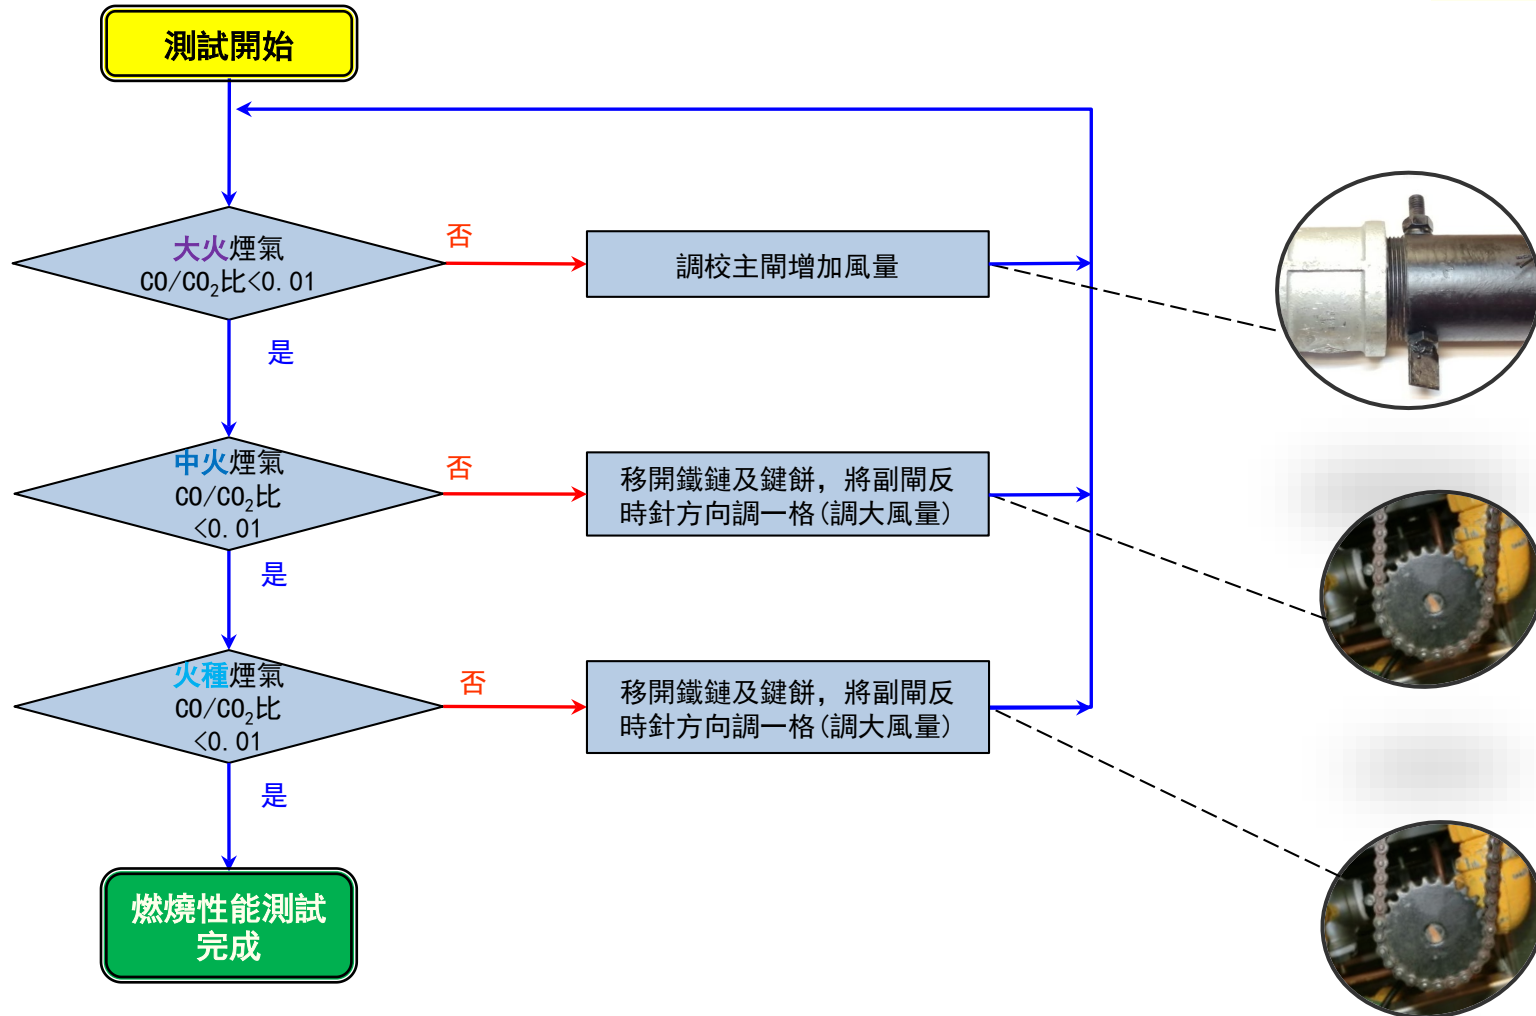 測試開始
大火煙氣
CO/CO₂比<0.01
否
調校主閘增加風量
是
中火煙氣
CO/CO₂比
<0.01
否
移開鐵鏈及鍵餅，將副閘反
時針方向調一格(調大風量)
是
火種煙氣
CO/CO₂比
<0.01
否
移開鐵鏈及鍵餅，將副閘反
時針方向調一格(調大風量)
是
燃燒性能測試
完成